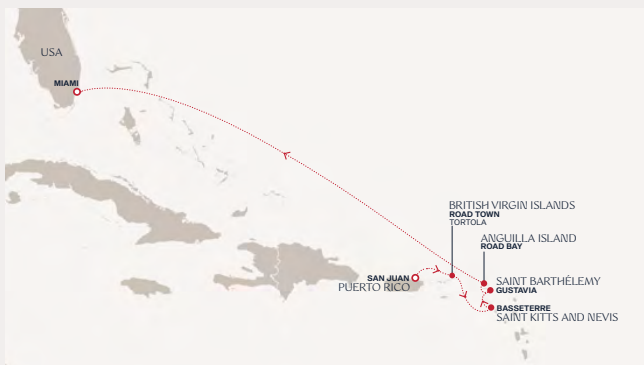 USA
MIAMI
BRITISH VIRGIN ISLANDS
ROAD TOWN
TORTOLA
ANGUILLA ISLAND
ROAD BAY
SAN JUAN
PUERTO RICO
SAINT BARTHÉLEMY
GUSTAVIA
BASSETERRE
SAINT KITTS AND NEVIS